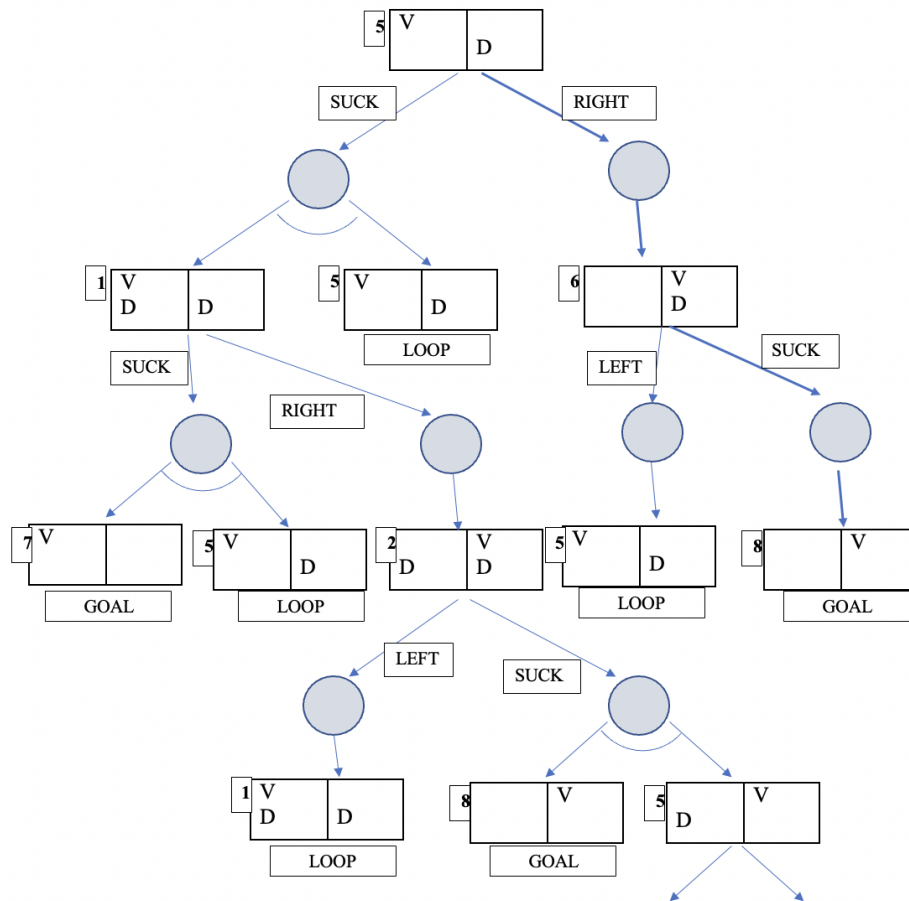 5 V
D
SUCK RIGHT
1 V 5 V 6 V
D D D D
LOOP
SUCK LEFT SUCK
RIGHT
7 V 5 V 2 V 5 V 8 V
D D D D
GOAL LOOP LOOP GOAL
LEFT SUCK
1 V 8 V 5 V
D D D
LOOP GOAL